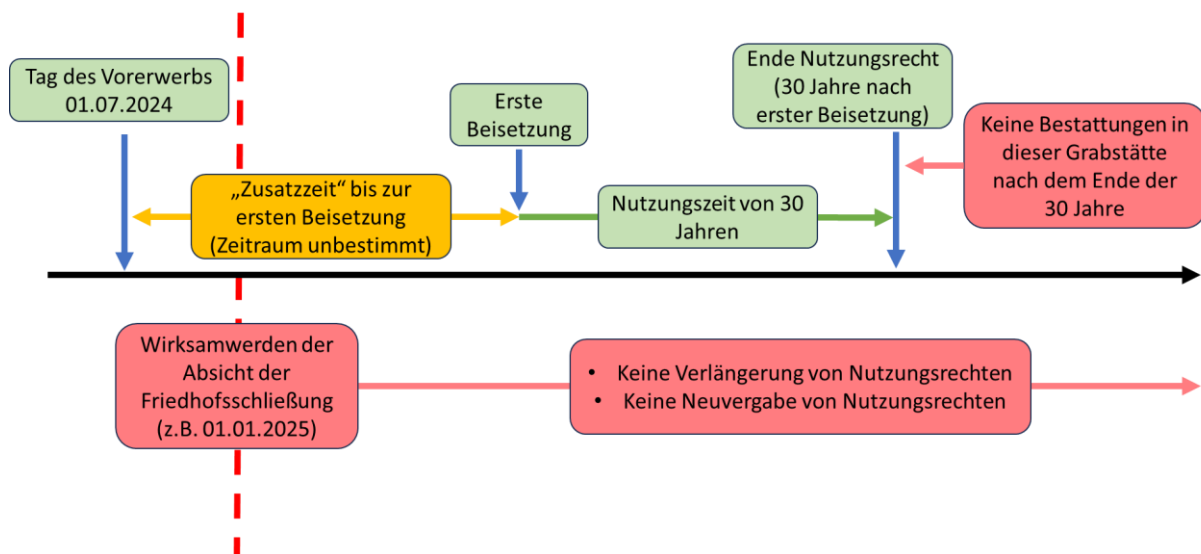 Tag des Vorerwerbs
01.07.2024
Erste
Beisetzung
Ende Nutzungsrecht
(30 Jahre nach
erster Beisetzung)
Keine Bestattungen in
dieser Grabstätte
nach dem Ende der
30 Jahre
„Zusatzzeit“ bis zur
ersten Beisetzung
(Zeitraum unbestimmt)
Nutzungszeit von 30
Jahren
Wirksamwerden der
Absicht der
Friedhofsschließung
(z.B. 01.01.2025)
• Keine Verlängerung von Nutzungsrechten
• Keine Neuvergabe von Nutzungsrechten